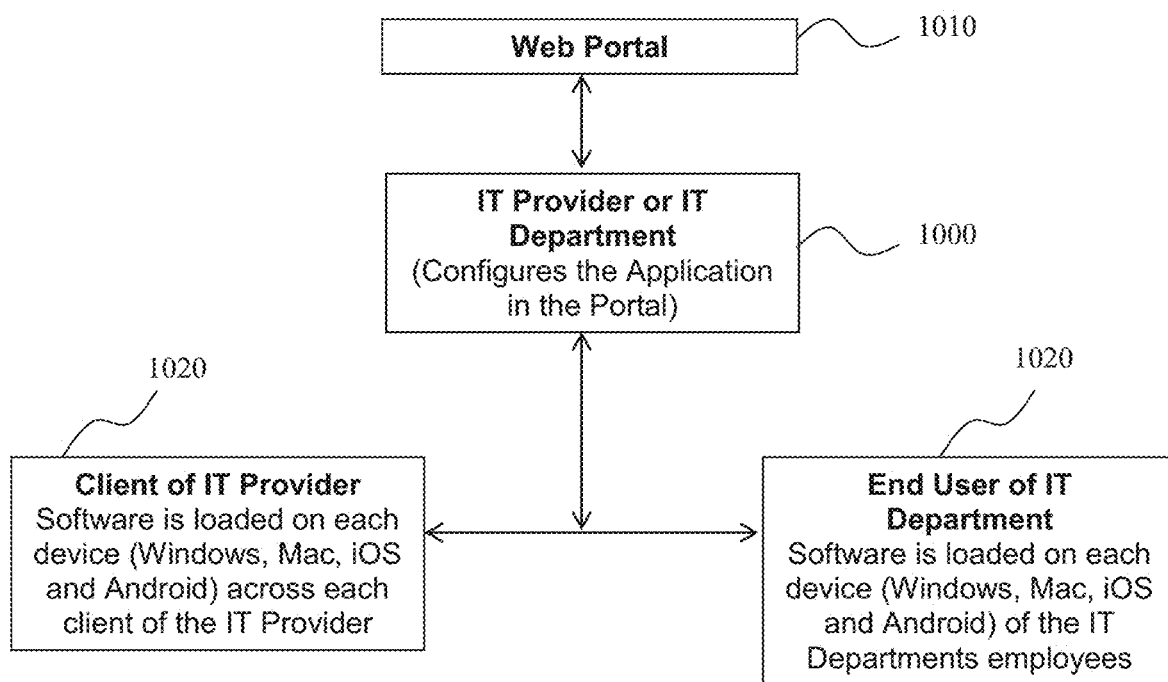 Web Portal
1010
IT Provider or IT
Department
(Configures the Application
in the Portal)
1000
1020
1020
Client of IT Provider
Software is loaded on each
device (Windows, Mac, iOS
and Android) across each
client of the IT Provider
End User of IT
Department
Software is loaded on each
device (Windows, Mac, iOS
and Android) of the IT
Departments employees